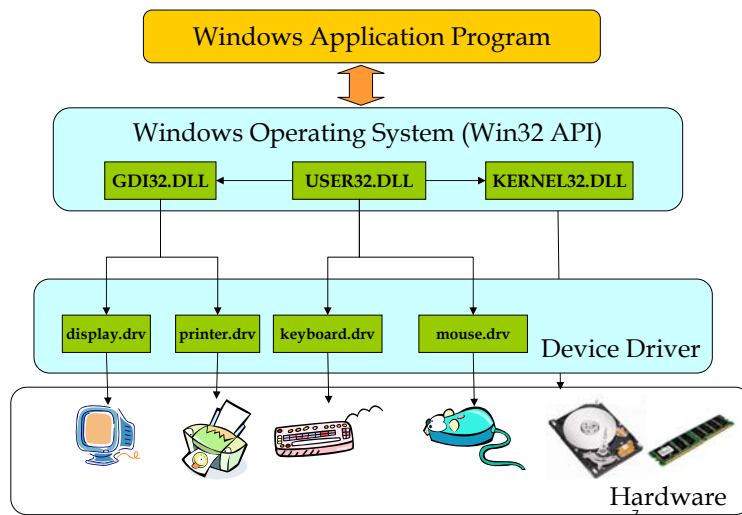 Windows Application Program
Windows Operating System (Win32 API)
GDI32.DLL
USER32.DLL
KERNEL32.DLL
display.drv
printer.drv
keyboard.drv
mouse.drv
Device Driver
Hardware
7